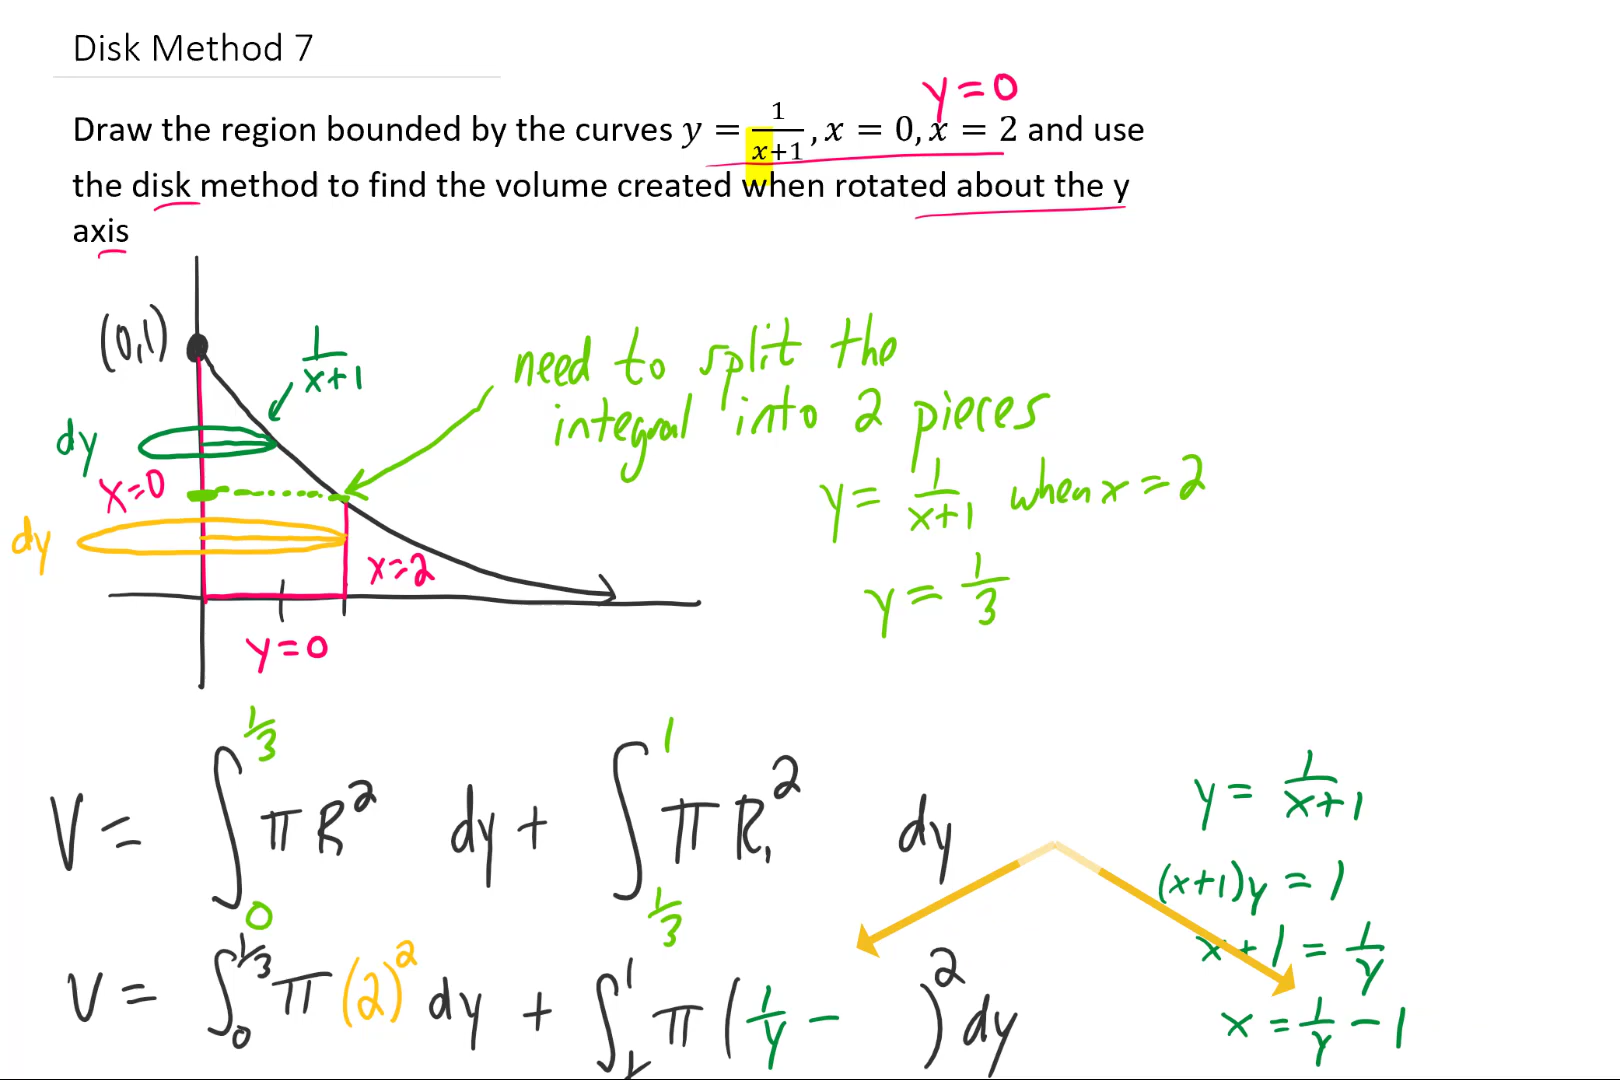 Disk Method 7
y=0
Draw the region bounded by the curves y = 1/(x+1), x = 0, x = 2 and use
the disk method to find the volume created when rotated about the y
axis
(0,1)
1/(x+1)
need to split the
integral into 2 pieces
dy
x=0
y = 1/(x+1) when x = 2
dy
x=2
y = 1/3
y=0
V = ∫₀^(1/3) π R² dy + ∫_(1/3)^1 π R₁² dy
y = 1/(x+1)
(x+1)y = 1
x+1 = 1/y
V = ∫₀^(1/3) π (2)² dy + ∫^1 π (1/y − )² dy
x = 1/y − 1